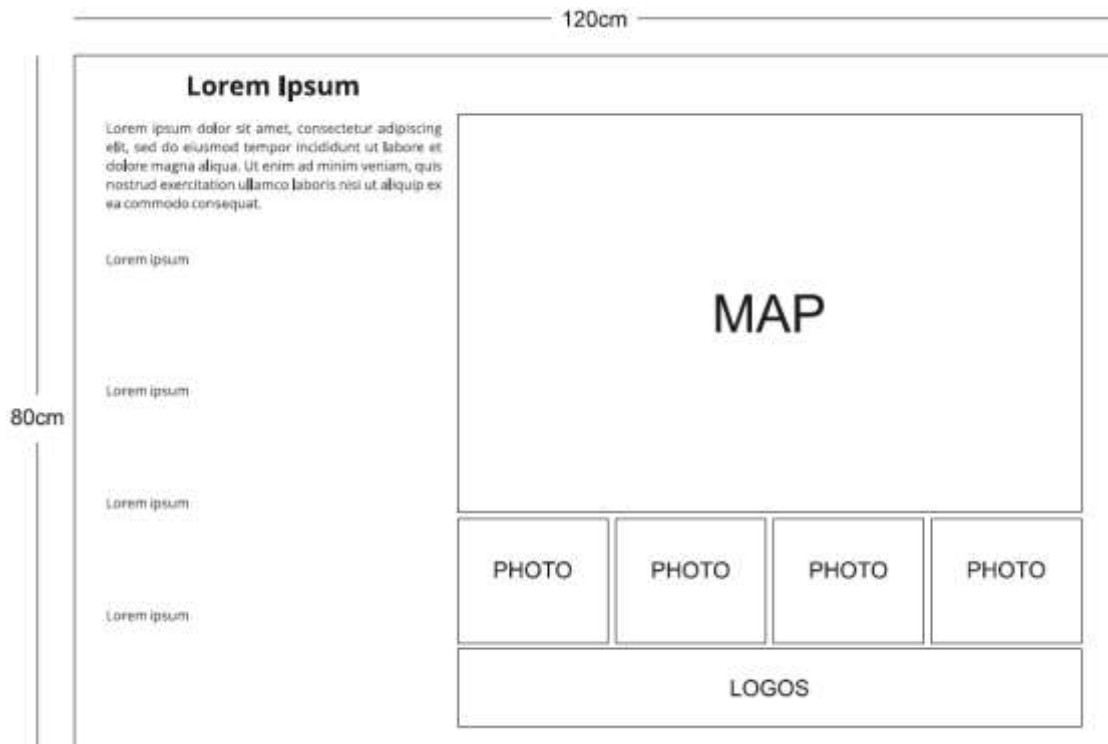 120cm
80cm
Lorem Ipsum
Lorem ipsum dolor sit amet, consectetur adipiscing
elit, sed do eiusmod tempor incididunt ut labore et
dolore magna aliqua. Ut enim ad minim veniam, quis
nostrud exercitation ullamco laboris nisi ut aliquip ex
ea commodo consequat.
Lorem ipsum
Lorem ipsum
Lorem ipsum
Lorem ipsum
MAP
PHOTO PHOTO PHOTO PHOTO
LOGOS